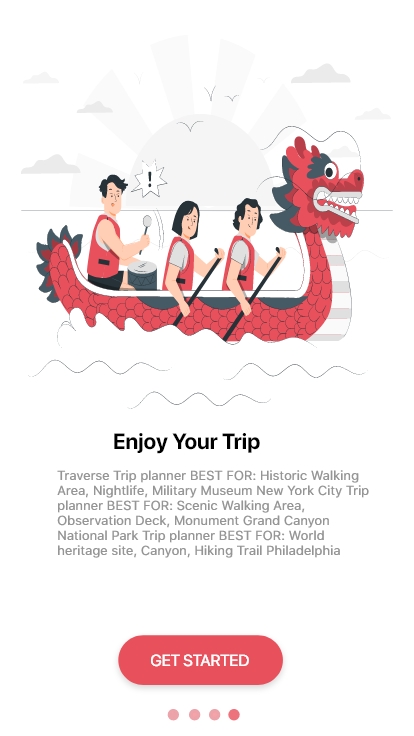 !
Enjoy Your Trip
Traverse Trip planner BEST FOR: Historic Walking
Area, Nightlife, Military Museum New York City Trip
planner BEST FOR: Scenic Walking Area,
Observation Deck, Monument Grand Canyon
National Park Trip planner BEST FOR: World
heritage site, Canyon, Hiking Trail Philadelphia
GET STARTED